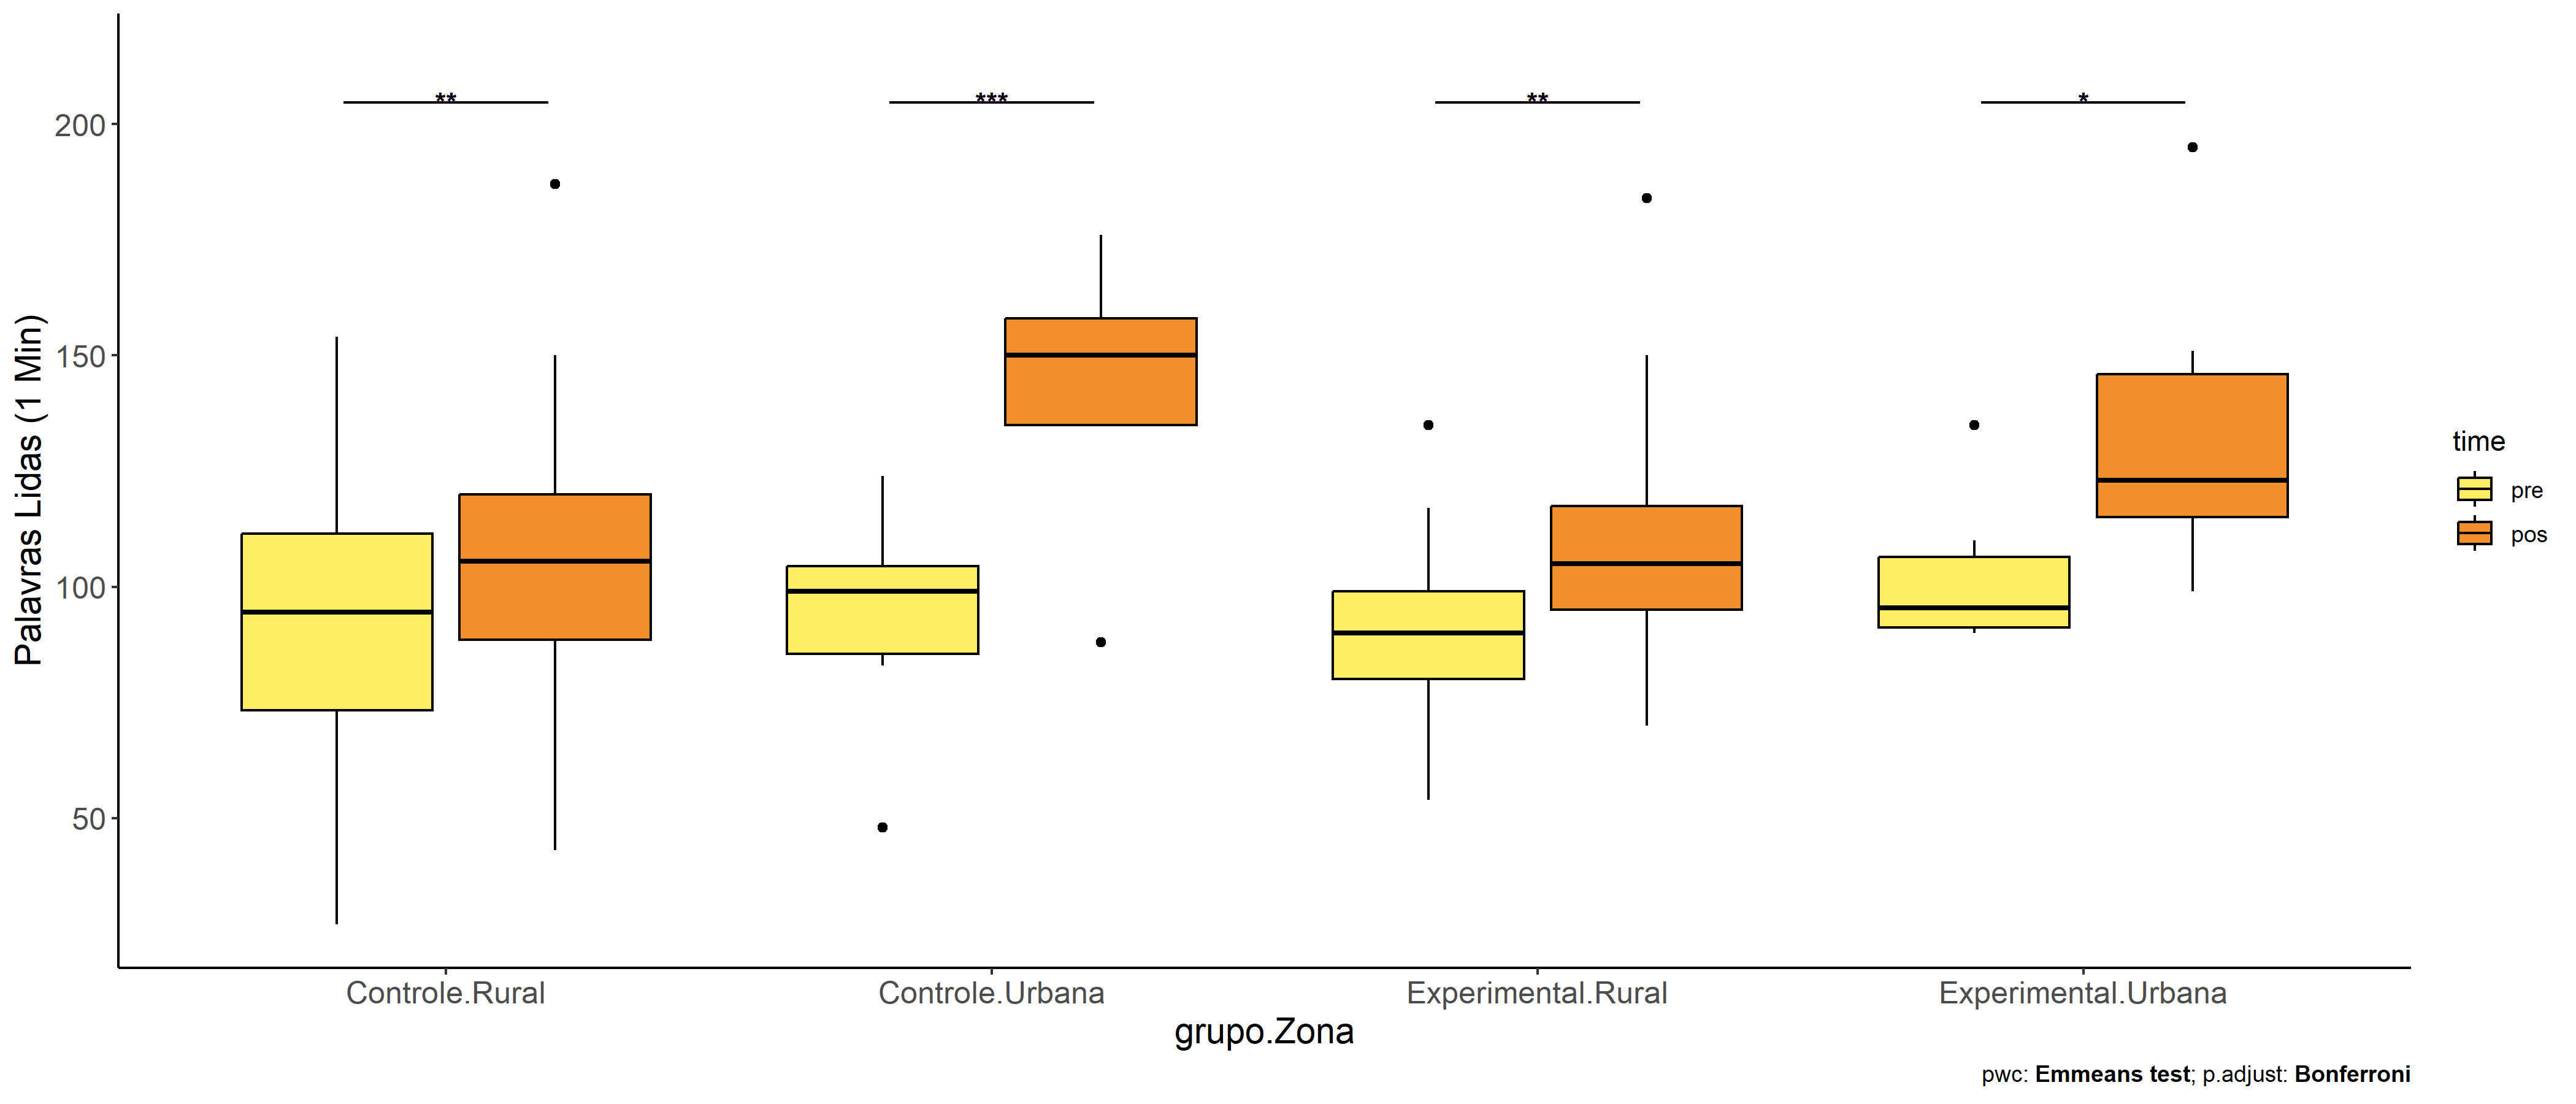 ** *** ** *
200
150
100
50
Palavras Lidas (1 Min)
Controle.Rural Controle.Urbana Experimental.Rural Experimental.Urbana
grupo.Zona
time
pre
pos
pwc: Emmeans test; p.adjust: Bonferroni